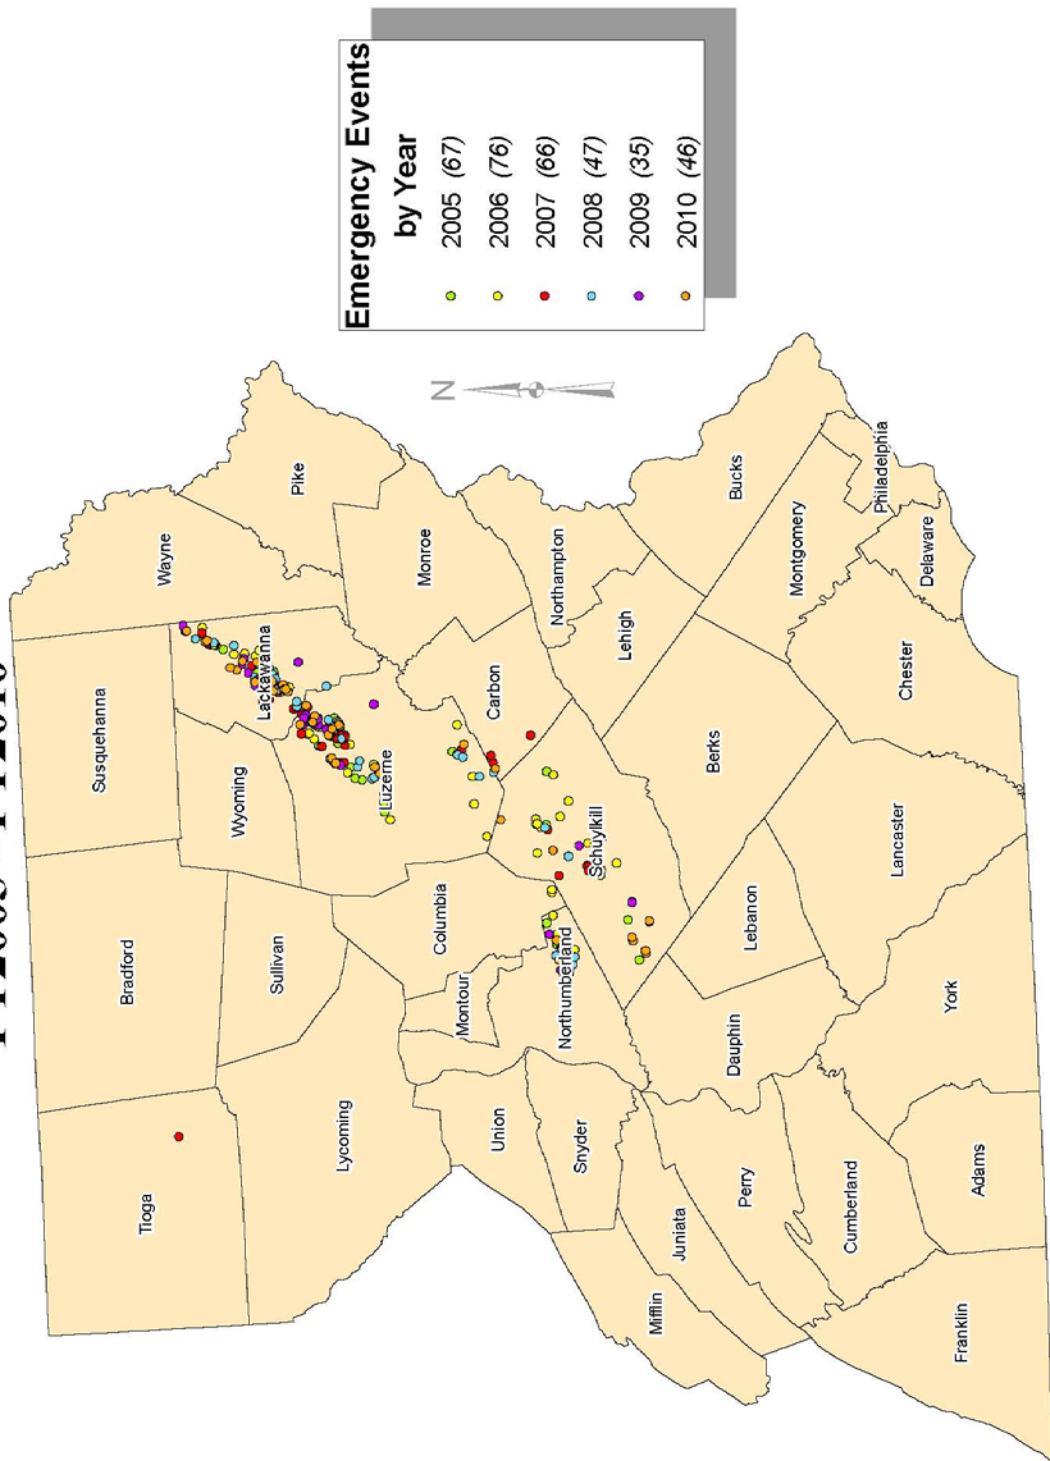 Susquehanna
Bradford
Tioga
Wayne
Wyoming
Lackawanna
Sullivan
Pike
Lycoming
Luzerne
Monroe
Columbia
Montour
Carbon
Union
Northampton
Northumberland
Snyder
Schuylkill
Lehigh
Mifflin
Juniata
Berks
Dauphin
Bucks
Perry
Lebanon
Montgomery
Cumberland
Philadelphia
Lancaster
Chester
Delaware
York
Franklin
Adams
N
Emergency Events
by Year
2005 (67)
2006 (76)
2007 (66)
2008 (47)
2009 (35)
2010 (46)